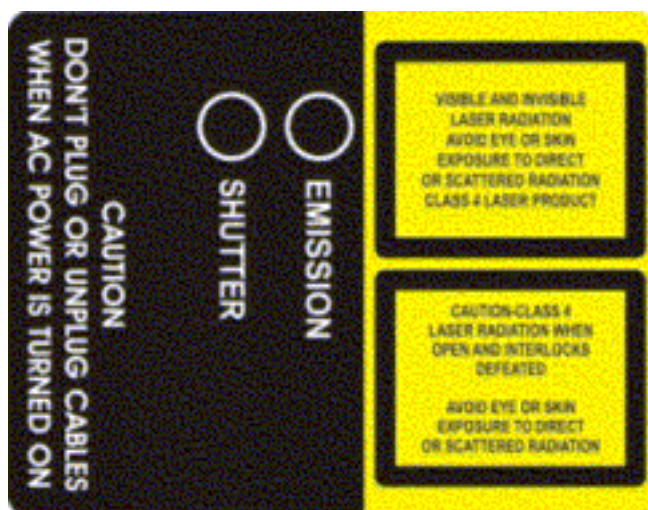 EMISSION
SHUTTER
CAUTION
DON'T PLUG OR UNPLUG CABLES
WHEN AC POWER IS TURNED ON
VISIBLE AND INVISIBLE
LASER RADIATION
AVOID EYE OR SKIN
EXPOSURE TO DIRECT
OR SCATTERED RADIATION
CLASS 4 LASER PRODUCT
CAUTION-CLASS 4
LASER RADIATION WHEN
OPEN AND INTERLOCKS
DEFEATED
AVOID EYE OR SKIN
EXPOSURE TO DIRECT
OR SCATTERED RADIATION